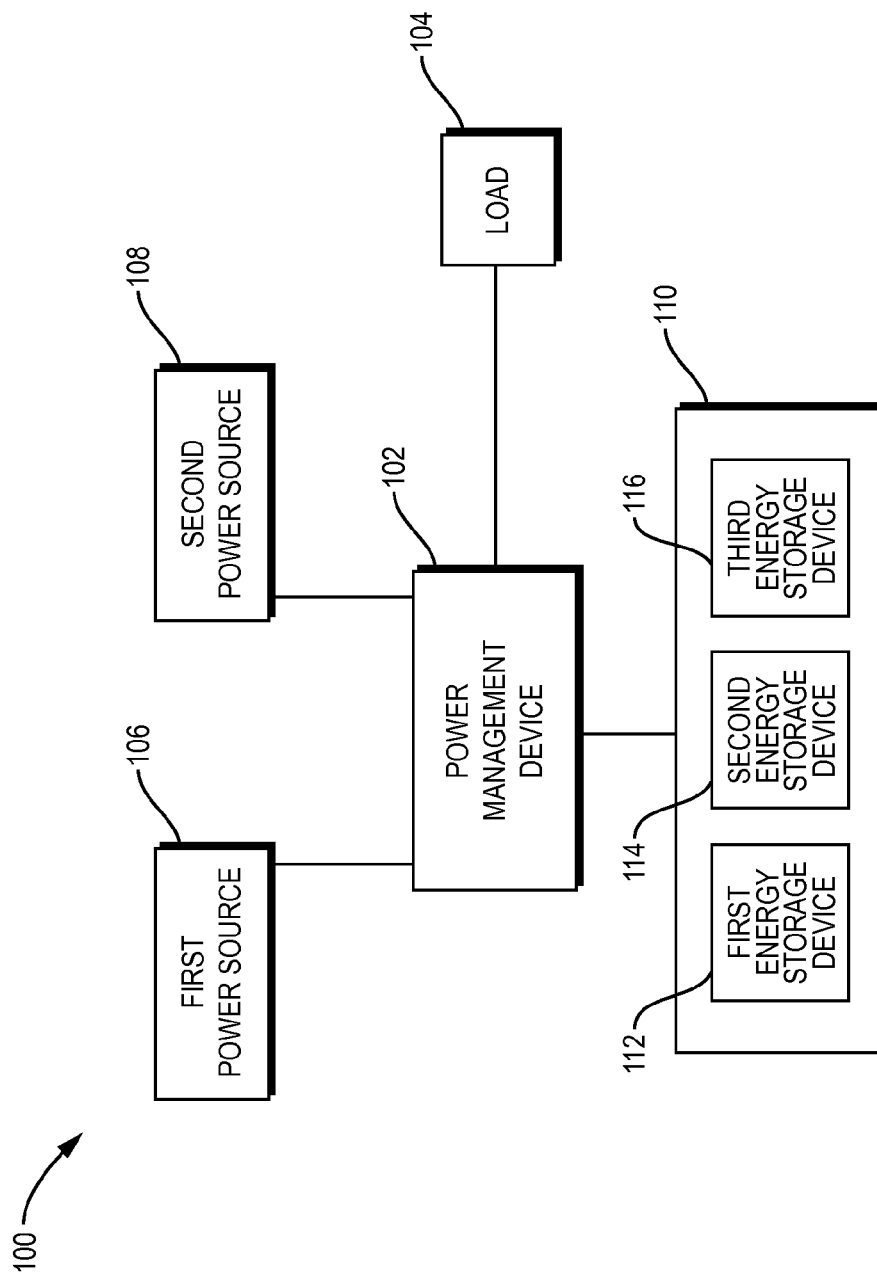 100
106
FIRST
POWER SOURCE
108
SECOND
POWER SOURCE
102
POWER
MANAGEMENT
DEVICE
104
LOAD
110
112
FIRST
ENERGY
STORAGE
DEVICE
114
SECOND
ENERGY
STORAGE
DEVICE
116
THIRD
ENERGY
STORAGE
DEVICE